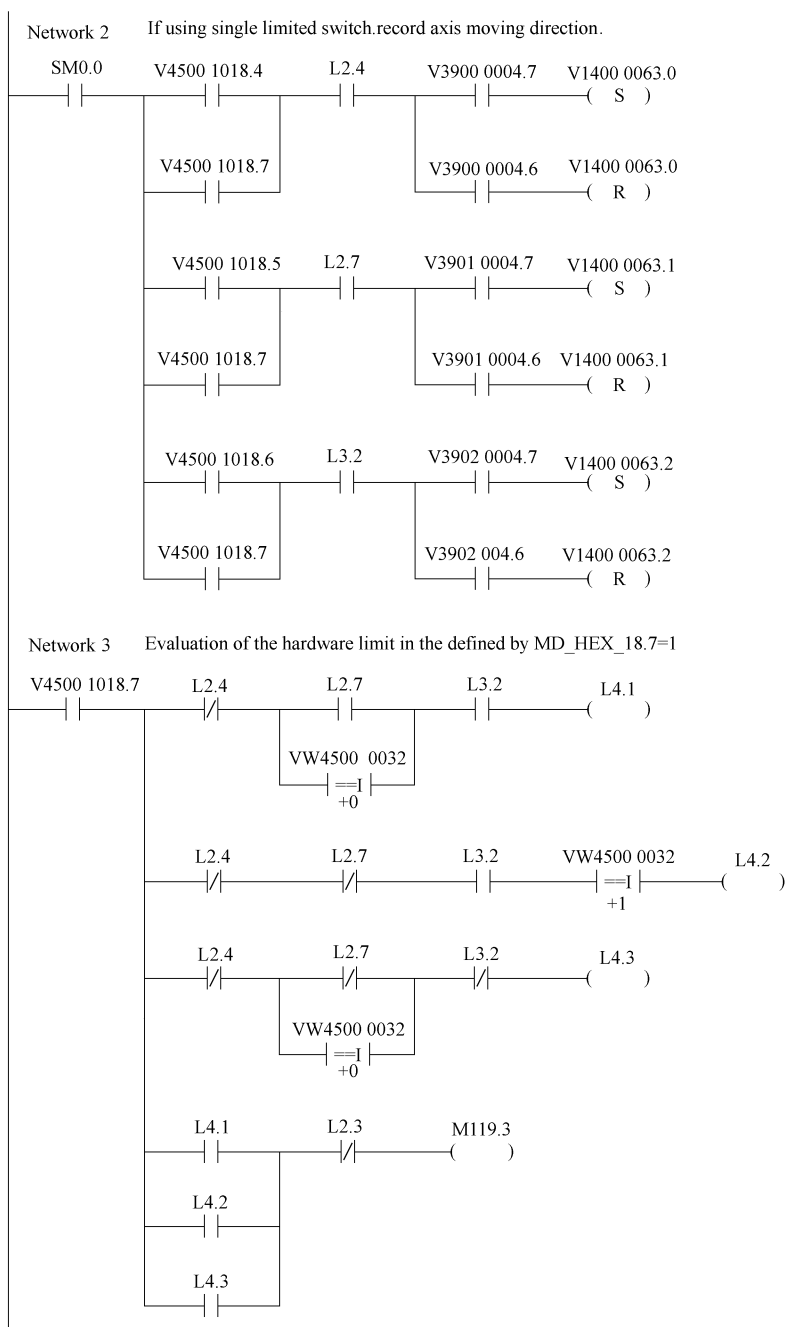 Network 2 If using single limited switch.record axis moving direction.
SM0.0 V4500 1018.4 L2.4 V3900 0004.7 V1400 0063.0
( S )
V4500 1018.7 V3900 0004.6 V1400 0063.0
( R )
V4500 1018.5 L2.7 V3901 0004.7 V1400 0063.1
( S )
V4500 1018.7 V3901 0004.6 V1400 0063.1
( R )
V4500 1018.6 L3.2 V3902 0004.7 V1400 0063.2
( S )
V4500 1018.7 V3902 004.6 V1400 0063.2
( R )
Network 3 Evaluation of the hardware limit in the defined by MD_HEX_18.7=1
V4500 1018.7 L2.4 L2.7 L3.2 L4.1
( )
VW4500 0032
==I
+0
L2.4 L2.7 L3.2 VW4500 0032 L4.2
==I ( )
+1
L2.4 L2.7 L3.2 L4.3
( )
VW4500 0032
==I
+0
L4.1 L2.3 M119.3
( )
L4.2
L4.3